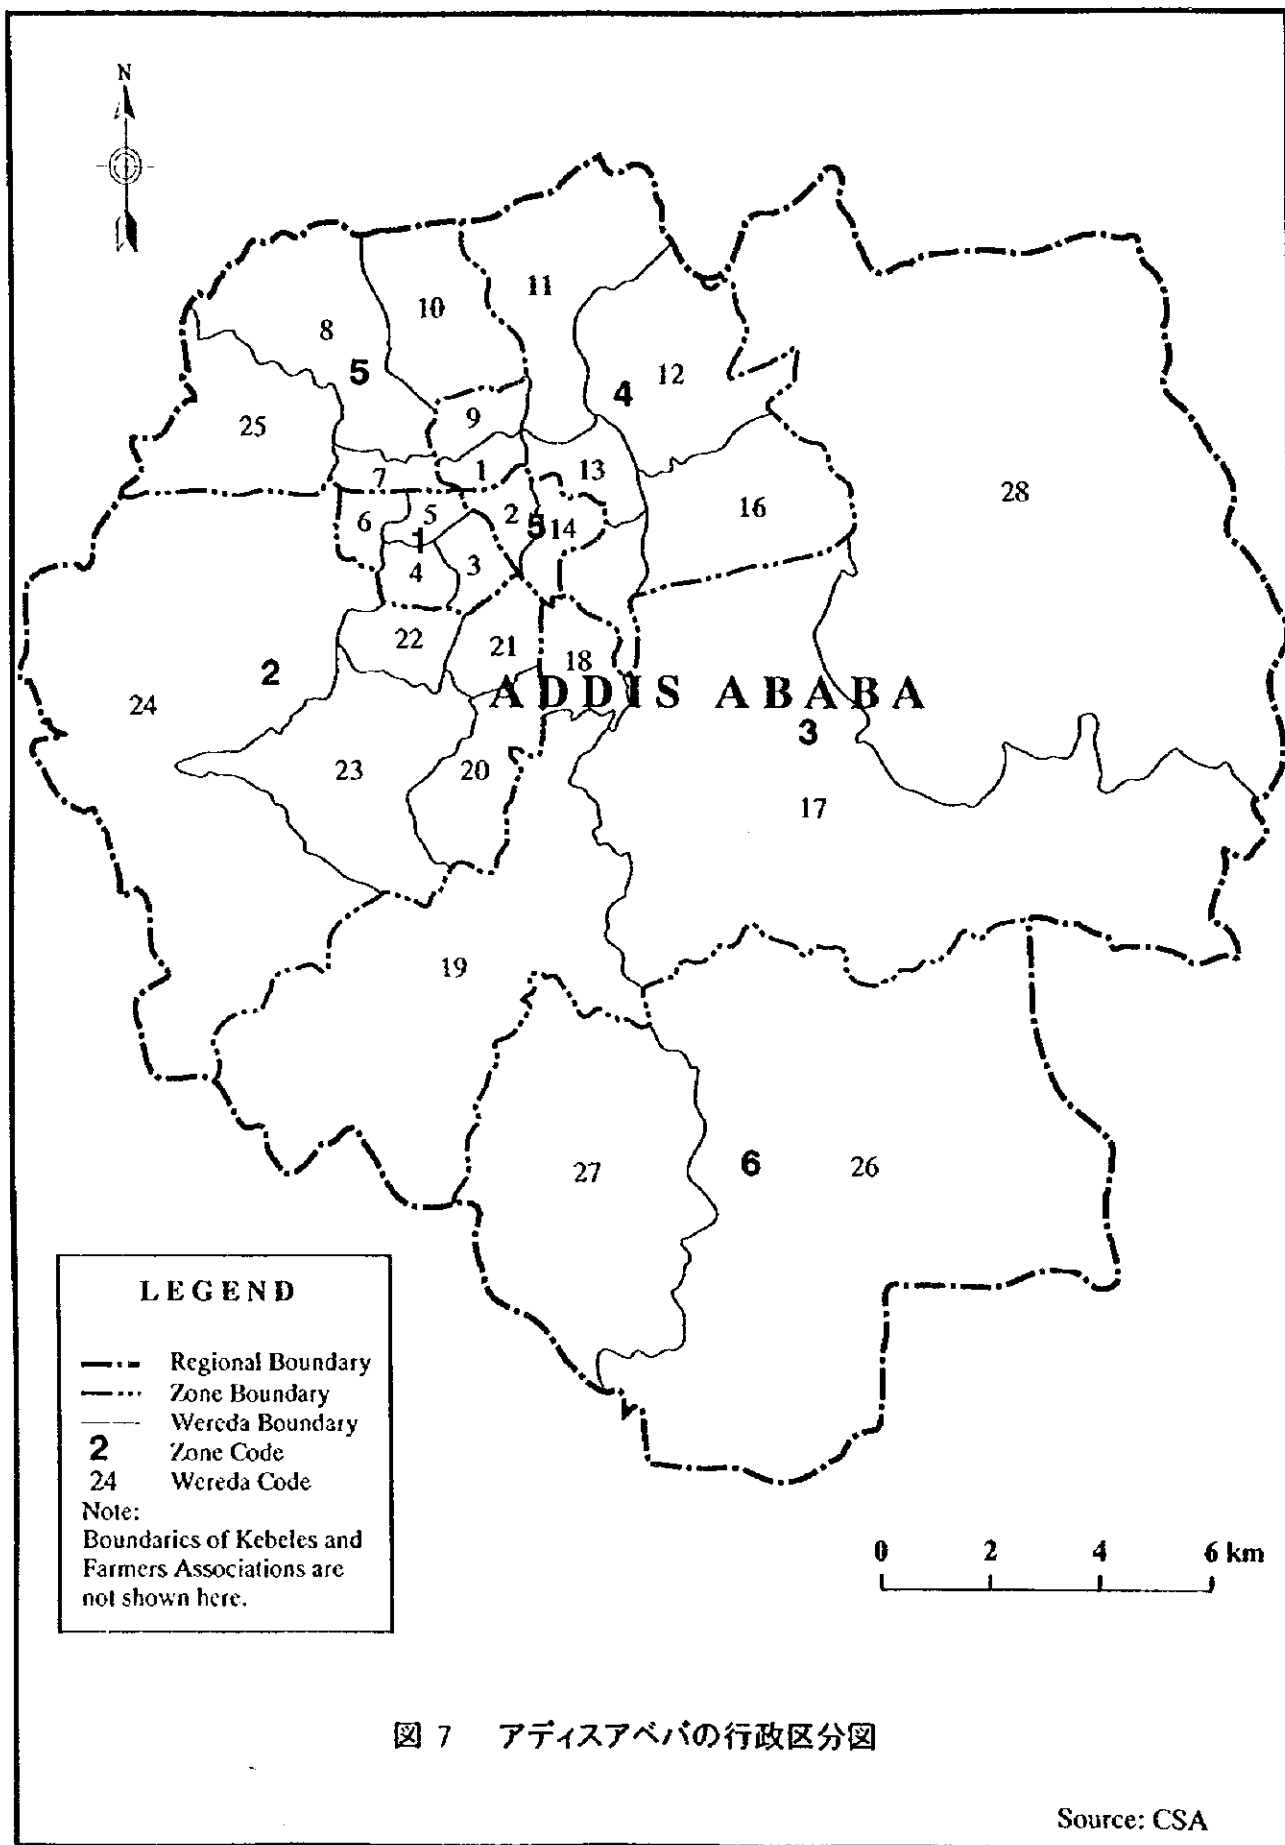 N
11
10
8
5
12
4
9
25
13
1
7
28
16
2
5
5
14
6
1
3
4
22
21
18
2
ADDIS ABABA
24
3
23
20
17
19
6
26
27
LEGEND
Regional Boundary
Zone Boundary
Wereda Boundary
2 Zone Code
24 Wereda Code
Note:
Boundaries of Kebeles and
Farmers Associations are
not shown here.
0 2 4 6 km
図 7 アディスアベバの行政区分図
Source: CSA